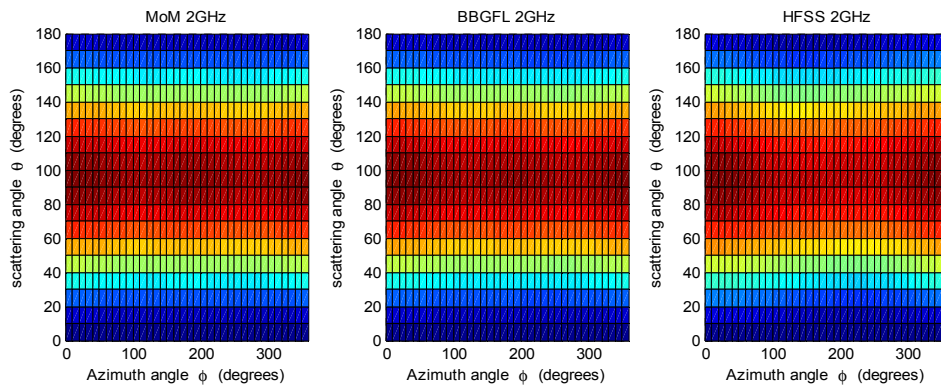 MoM 2GHz
180
160
140
120
100
80
60
40
20
0
0 100 200 300
scattering angle θ (degrees)
Azimuth angle ϕ (degrees)
BBGFL 2GHz
180
160
140
120
100
80
60
40
20
0
0 100 200 300
scattering angle θ (degrees)
Azimuth angle ϕ (degrees)
HFSS 2GHz
180
160
140
120
100
80
60
40
20
0
0 100 200 300
scattering angle θ (degrees)
Azimuth angle ϕ (degrees)